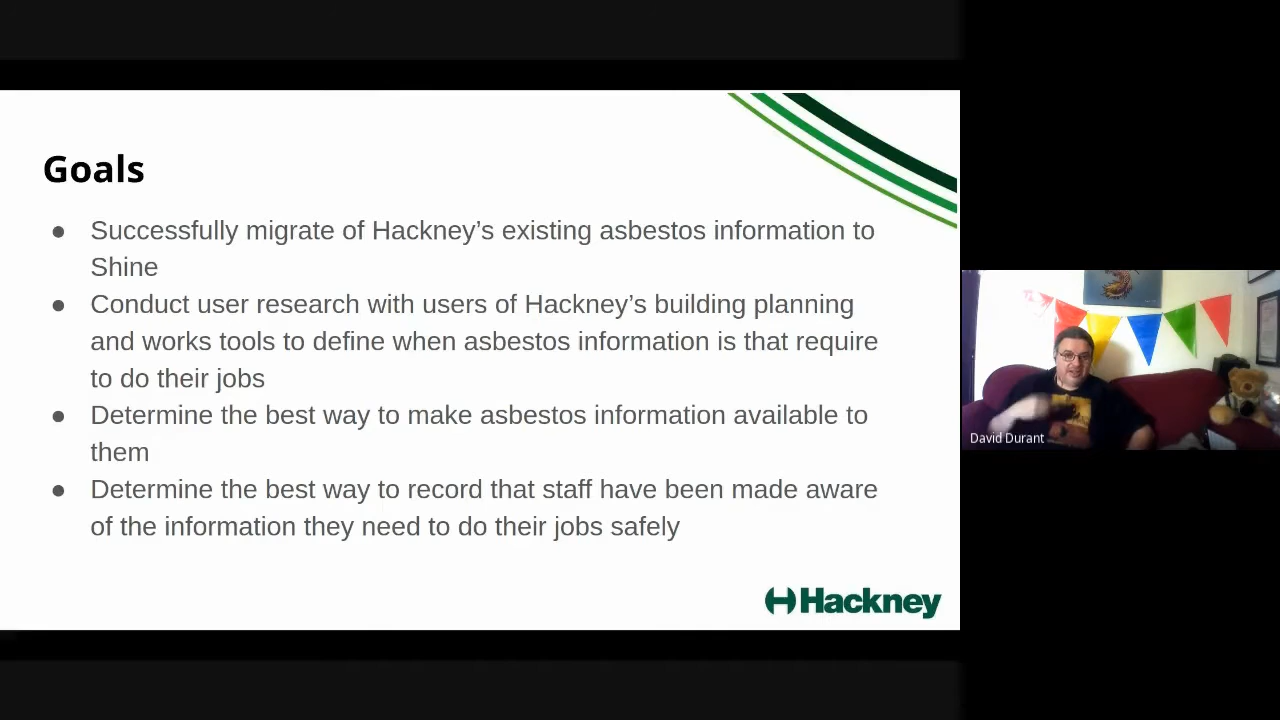 Goals
● Successfully migrate of Hackney’s existing asbestos information to
Shine
● Conduct user research with users of Hackney’s building planning
and works tools to define when asbestos information is that require
to do their jobs
● Determine the best way to make asbestos information available to
them
● Determine the best way to record that staff have been made aware
of the information they need to do their jobs safely
Hackney
David Durant